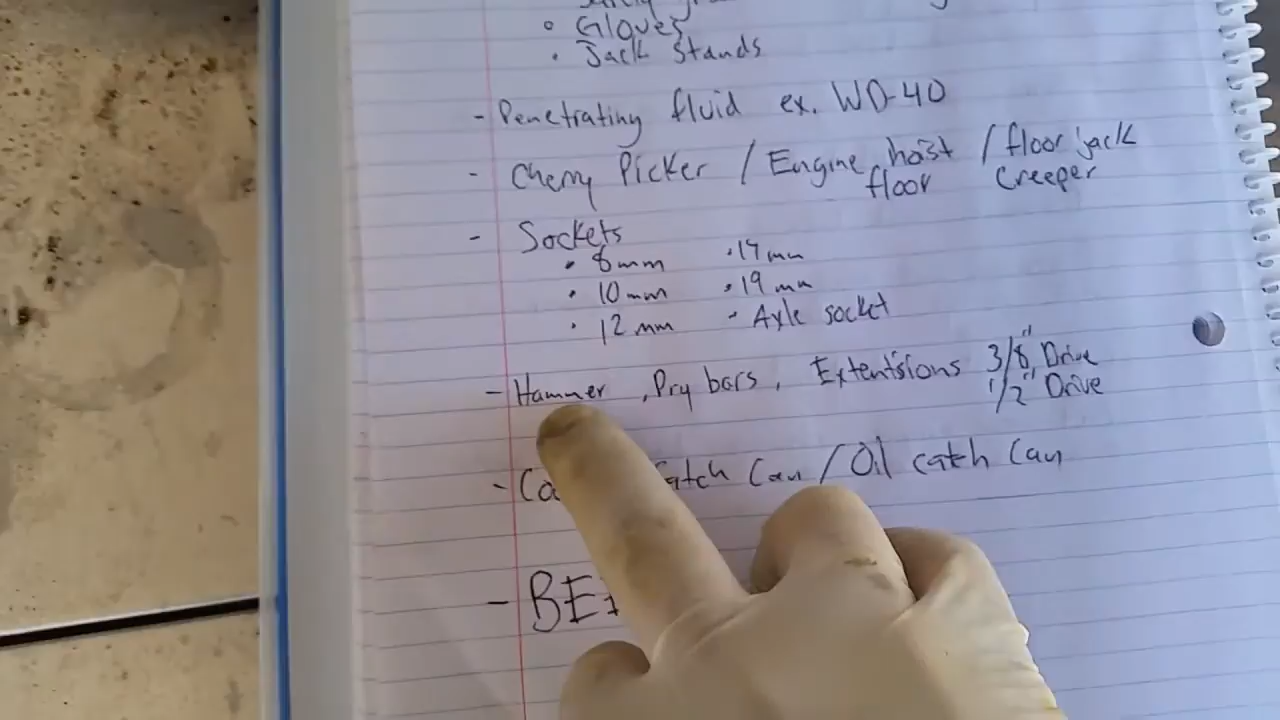 • Gloves
• Jack Stands
- Penetrating fluid ex. WD-40
- Cherry Picker / Engine hoist / floor jack
floor creeper
- Sockets
• 8mm • 17mm
• 10mm • 19mm
• 12mm • Axle socket
- Hammer, Pry bars, Extentsions 3/8" Drive
1/2" Drive
- Catch Can / Oil catch Can